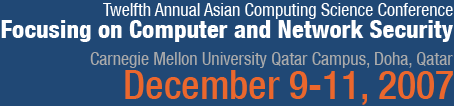 Twelfth Annual Asian Computing Science Conference
Focusing on Computer and Network Security
Carnegie Mellon University Qatar Campus, Doha, Qatar
December 9-11, 2007